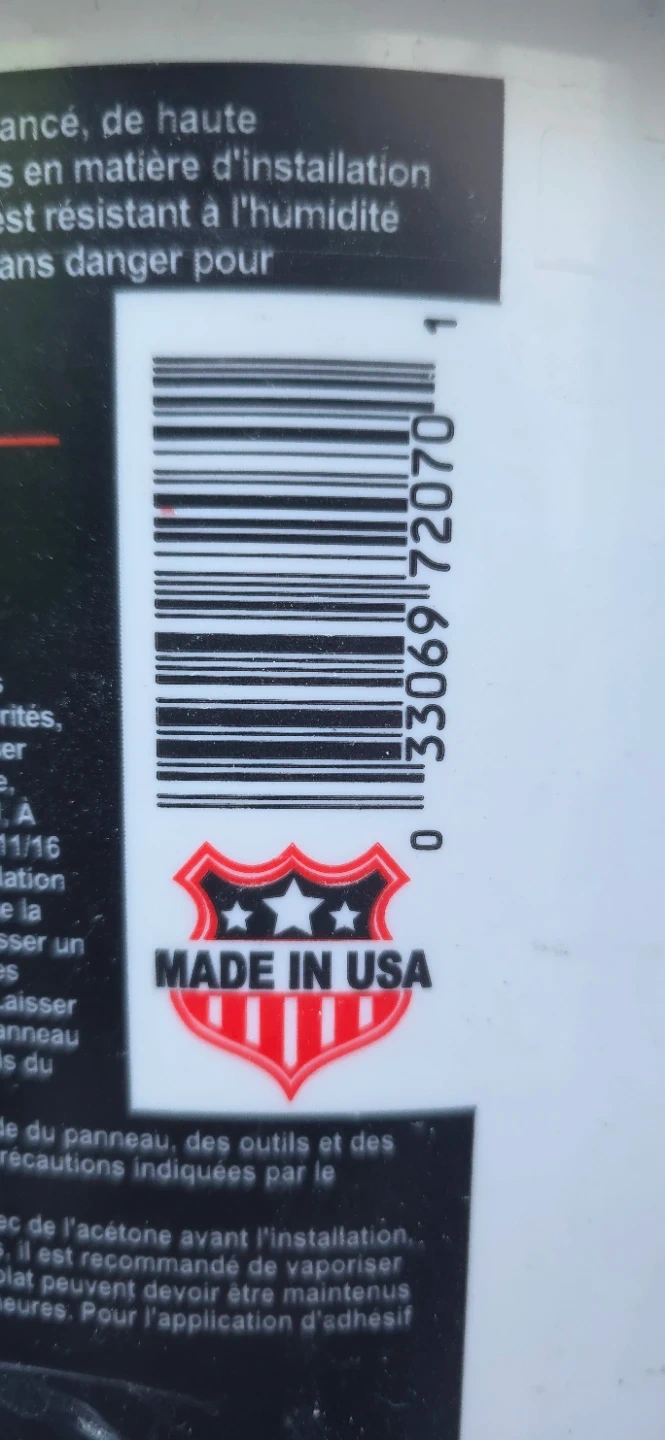 ancé, de haute
s en matière d'installation
est résistant à l'humidité
ans danger pour
0 33069 72070 1
s
rités,
ser
e,
. À
11/16
lation
e la
sser un
es
Laisser
anneau
ls du
MADE IN USA
de du panneau, des outils et des
récautions indiquées par le
ec de l'acétone avant l'installation.
s, il est recommandé de vaporiser
plat peuvent devoir être maintenus
heures. Pour l'application d'adhésif